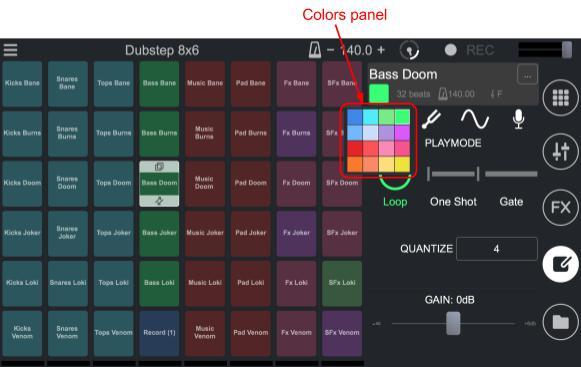 Colors panel
Dubstep 8x6
− 140.0 +
REC
Kicks Bane
Snares
Bane
Tops Bane
Bass Bane
Music Bane
Pad Bane
Fx Bane
SFx Bane
Bass Doom
...
32 beats
140.00
F
Kicks Burns
Snares
Burns
Tops Burns
Bass Burns
Music
Burns
Pad Burns
Fx Burns
PLAYMODE
Kicks Doom
Snares
Doom
Tops Doom
Bass Doom
Music
Doom
Pad Doom
Fx Doom
SFx Doom
Loop
One Shot
Gate
FX
Kicks Joker
Snares
Joker
Tops Joker
Bass Joker
Music Joker
Pad Joker
Fx Joker
SFx Joker
QUANTIZE
4
Kicks Loki
Snares Loki
Tops Loki
Bass Loki
Music Loki
Pad Loki
Fx Loki
SFx Loki
GAIN: 0dB
-∞
+6db
Kicks
Venom
Snares
Venom
Tops Venom
Record (1)
Music
Venom
Pad Venom
Fx Venom
SFx Venom